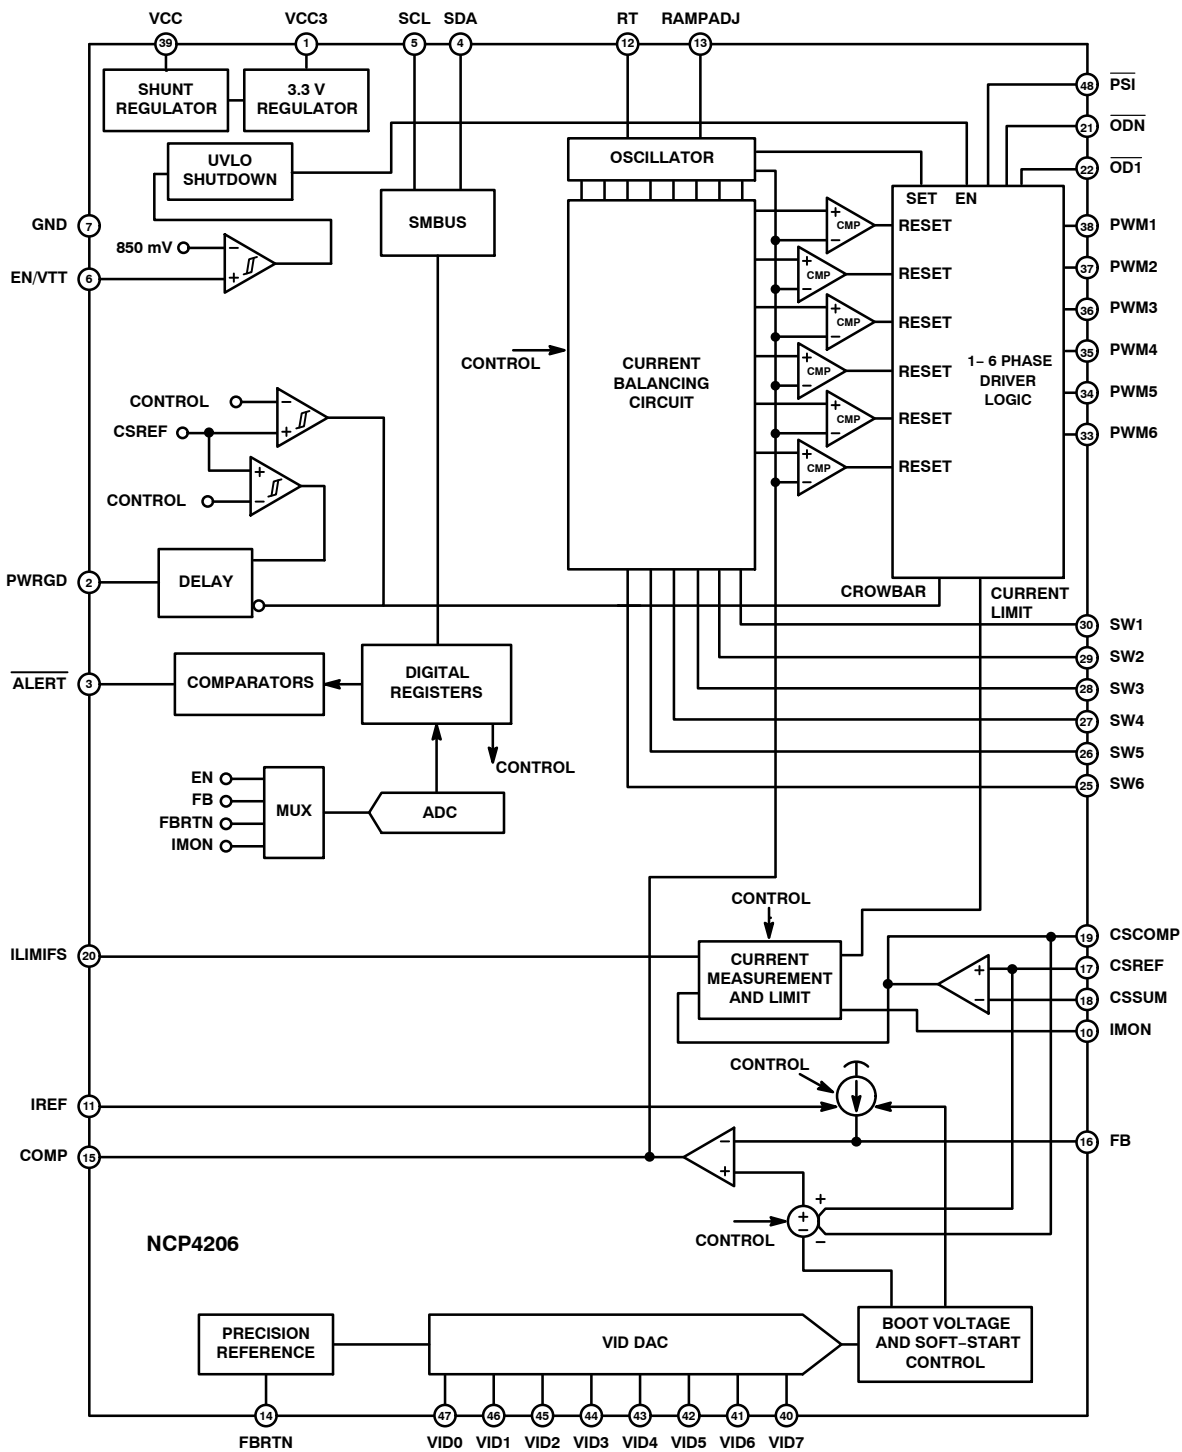 VCC VCC3 SCL SDA RT RAMPADJ
39 1 5 4 12 13
SHUNT
REGULATOR
3.3 V
REGULATOR
48 PSI
21 ODN
22 OD1
UVLO
SHUTDOWN
OSCILLATOR
SMBUS
SET EN
GND 7
850 mV
−
+
EN/VTT 6
+
−
CMP
RESET
+
−
CMP
RESET
+
−
CMP
RESET
+
−
CMP
RESET
+
−
CMP
RESET
+
−
CMP
RESET
38 PWM1
37 PWM2
36 PWM3
35 PWM4
34 PWM5
33 PWM6
1− 6 PHASE
DRIVER
LOGIC
CONTROL
CURRENT
BALANCING
CIRCUIT
CONTROL
−
CSREF
+
+
CONTROL
−
PWRGD 2
DELAY
CROWBAR
CURRENT
LIMIT
30 SW1
29 SW2
28 SW3
27 SW4
26 SW5
25 SW6
ALERT 3
COMPARATORS
DIGITAL
REGISTERS
CONTROL
EN
FB
FBRTN
IMON
MUX
ADC
CONTROL
ILIMIFS 20
CURRENT
MEASUREMENT
AND LIMIT
+
−
19 CSCOMP
17 CSREF
18 CSSUM
10 IMON
CONTROL
IREF 11
COMP 15
−
+
16 FB
+
+
−
−
CONTROL
NCP4206
PRECISION
REFERENCE
VID DAC
BOOT VOLTAGE
AND SOFT−START
CONTROL
14 47 46 45 44 43 42 41 40
FBRTN VID0 VID1 VID2 VID3 VID4 VID5 VID6 VID7